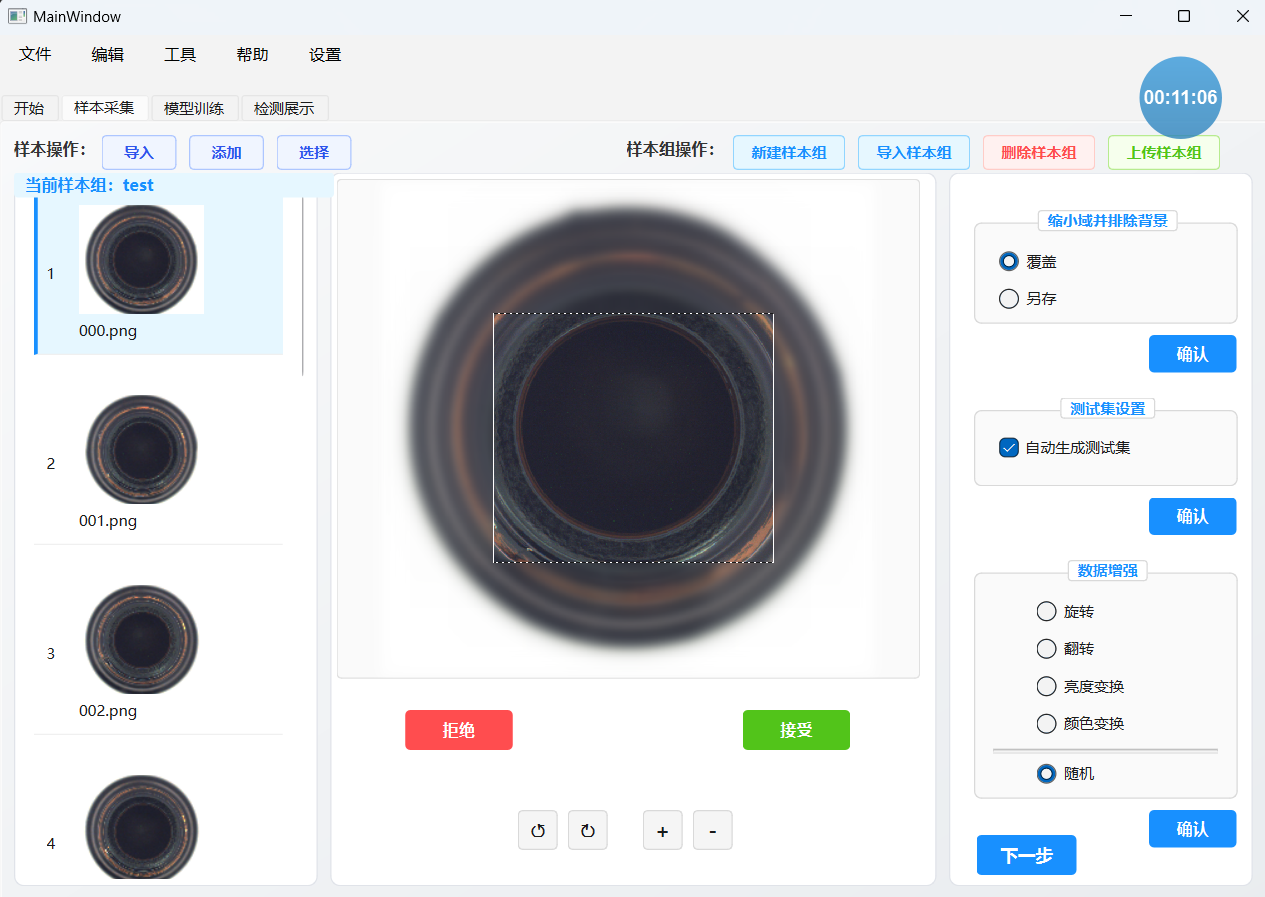 MainWindow
文件 编辑 工具 帮助 设置
00:11:06
开始 样本采集 模型训练 检测展示
样本操作： 导入 添加 选择 样本组操作： 新建样本组 导入样本组 删除样本组 上传样本组
当前样本组：test
1
000.png
2
001.png
3
002.png
4
拒绝 接受
+ -
缩小域并排除背景
覆盖
另存
确认
测试集设置
自动生成测试集
确认
数据增强
旋转
翻转
亮度变换
颜色变换
随机
确认
下一步